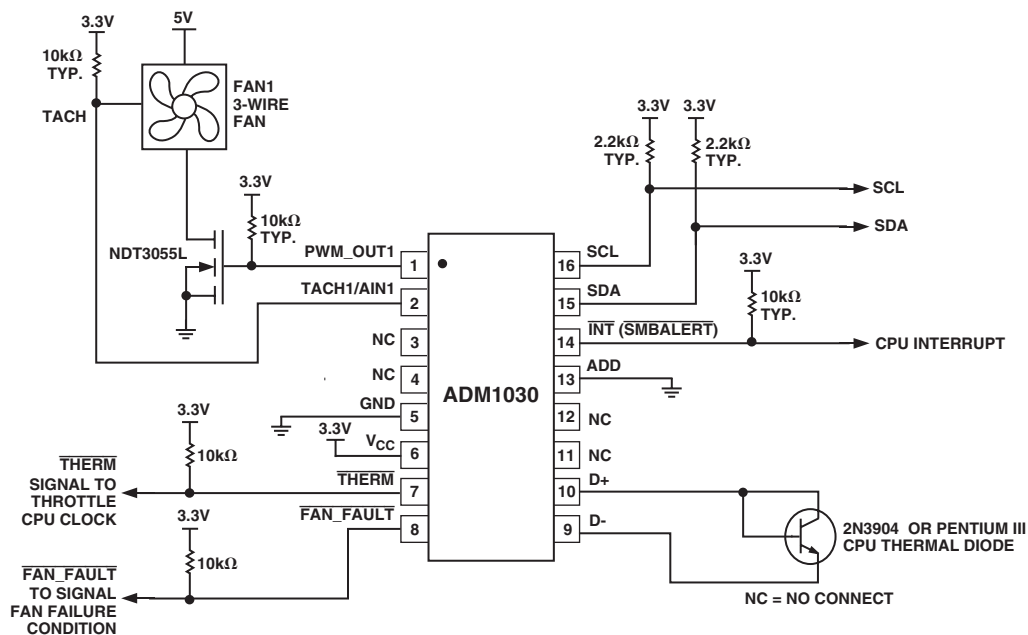 3.3V
10kΩ
TYP.
TACH
5V
FAN1
3-WIRE
FAN
3.3V
10kΩ
TYP.
NDT3055L
3.3V
2.2kΩ
TYP.
3.3V
2.2kΩ
TYP.
SCL
SDA
3.3V
10kΩ
TYP.
CPU INTERRUPT
ADM1030
PWM_OUT1
1
TACH1/AIN1
2
NC
3
NC
4
GND
5
3.3V
VCC
6
THERM
7
FAN_FAULT
8
SCL
16
SDA
15
INT (SMBALERT)
14
ADD
13
NC
12
NC
11
D+
10
D-
9
3.3V
10kΩ
THERM
SIGNAL TO
THROTTLE
CPU CLOCK
3.3V
10kΩ
FAN_FAULT
TO SIGNAL
FAN FAILURE
CONDITION
2N3904 OR PENTIUM III
CPU THERMAL DIODE
NC = NO CONNECT